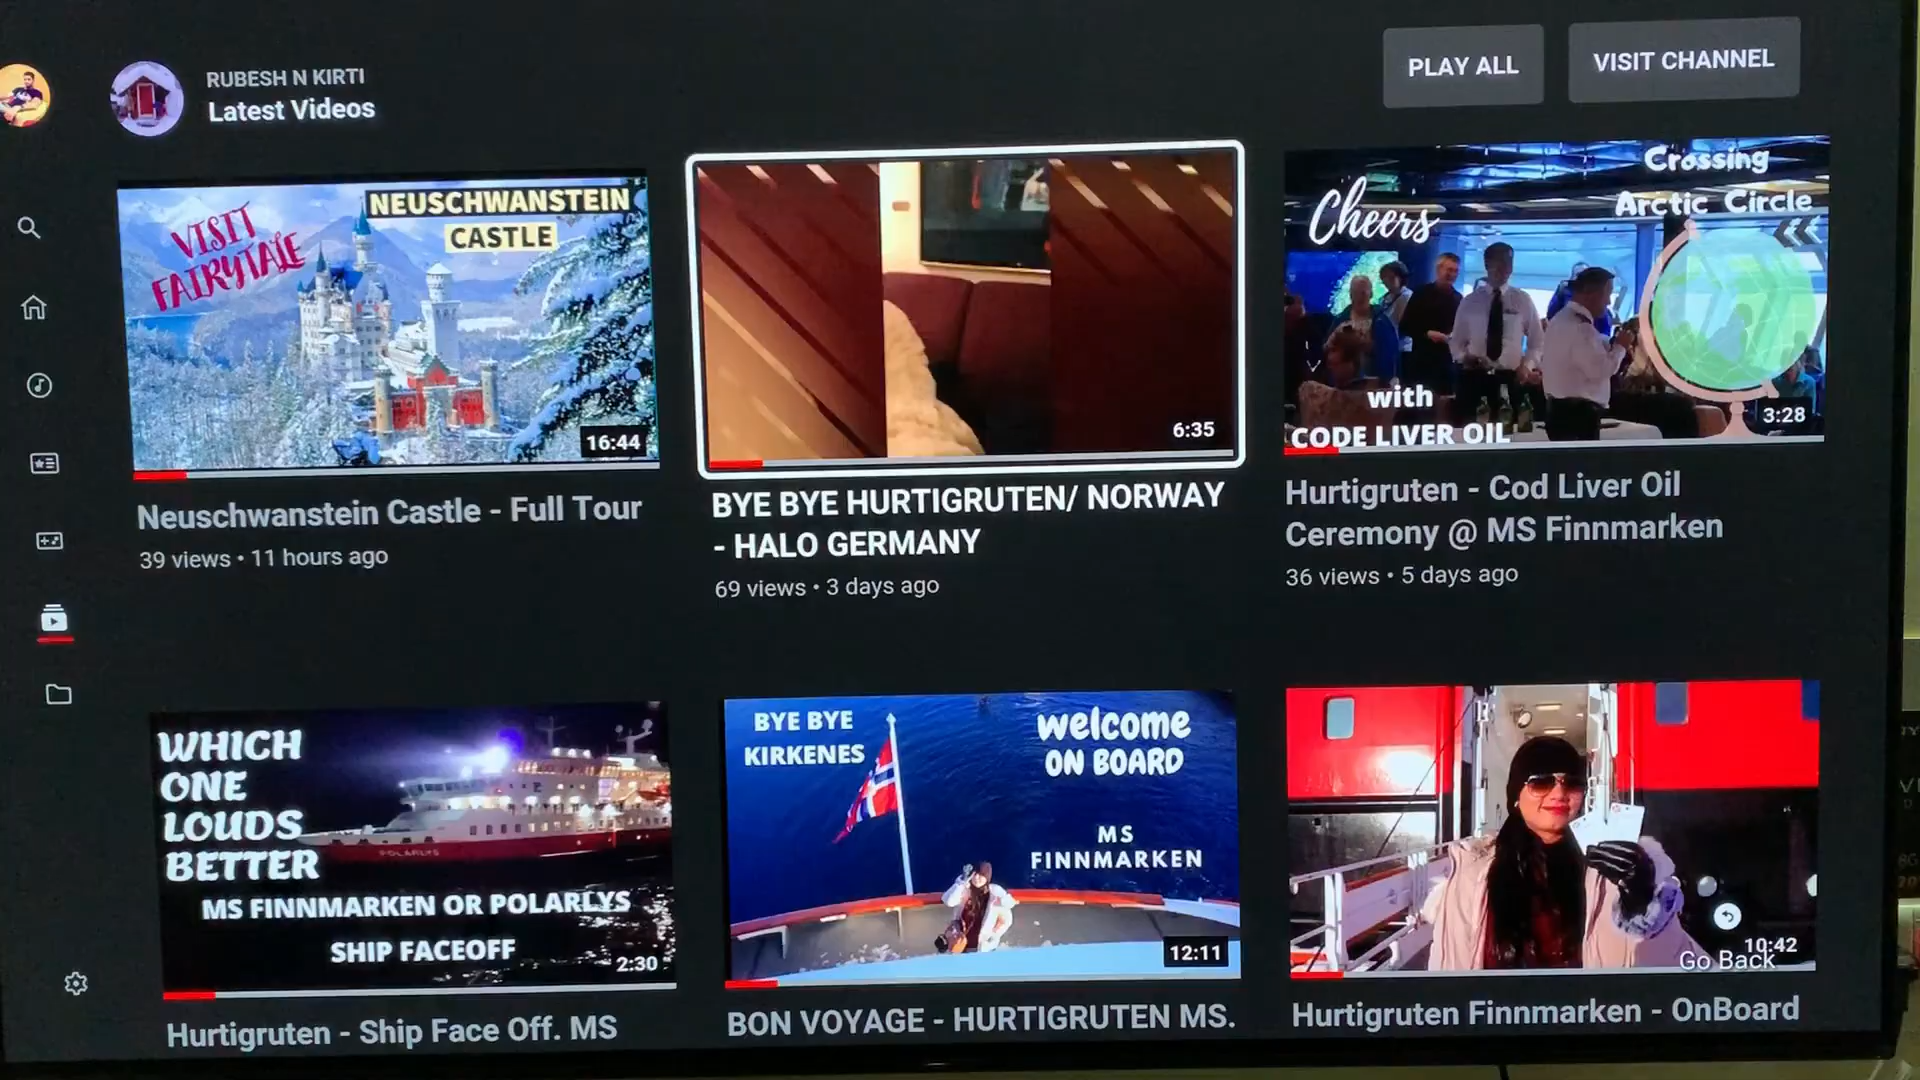 RUBESH N KIRTI
Latest Videos
PLAY ALL
VISIT CHANNEL
VISIT
FAIRYTALE
NEUSCHWANSTEIN
CASTLE
16:44
Neuschwanstein Castle - Full Tour
39 views • 11 hours ago
6:35
BYE BYE HURTIGRUTEN/ NORWAY
- HALO GERMANY
69 views • 3 days ago
Cheers
Crossing
Arctic Circle
with
CODE LIVER OIL
3:28
Hurtigruten - Cod Liver Oil
Ceremony @ MS Finnmarken
36 views • 5 days ago
WHICH
ONE
LOUDS
BETTER
POLARLYS
MS FINNMARKEN OR POLARLYS
SHIP FACEOFF
2:30
Hurtigruten - Ship Face Off. MS
BYE BYE
KIRKENES
welcome
ON BOARD
MS
FINNMARKEN
12:11
BON VOYAGE - HURTIGRUTEN MS.
10:42
Go Back
Hurtigruten Finnmarken - OnBoard